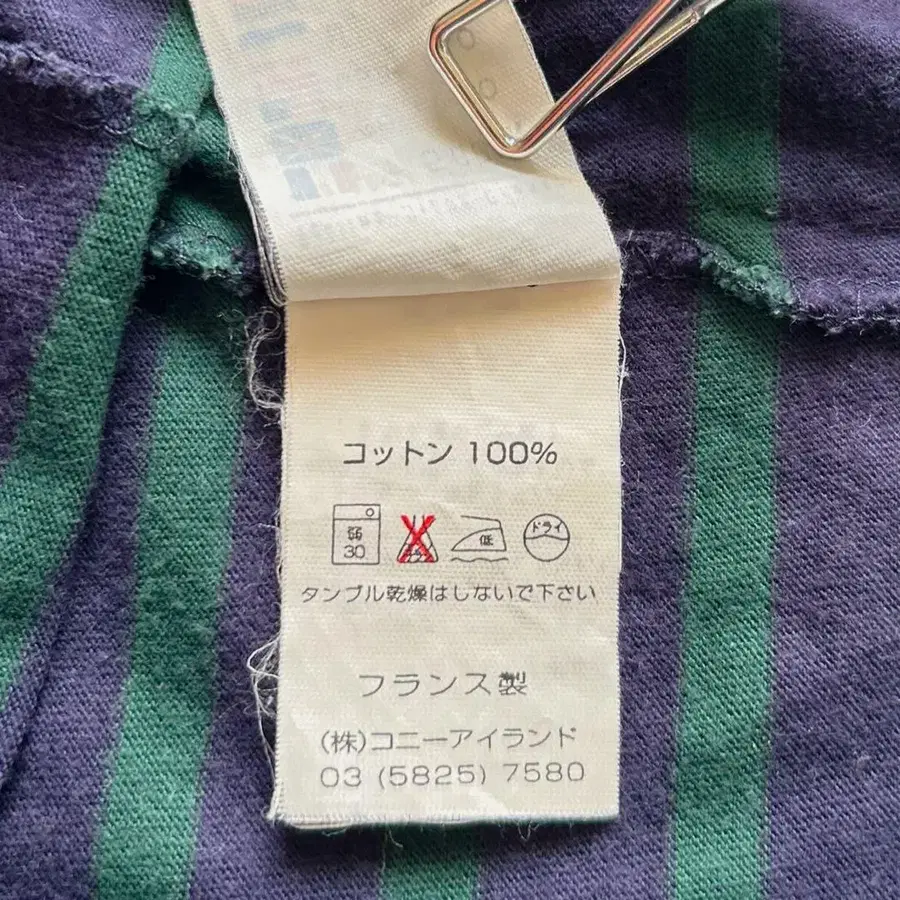 コットン 100%
弱 30 低 ドライ
タンブル乾燥はしないで下さい
フランス製
(株)コニーアイランド
03 (5825) 7580